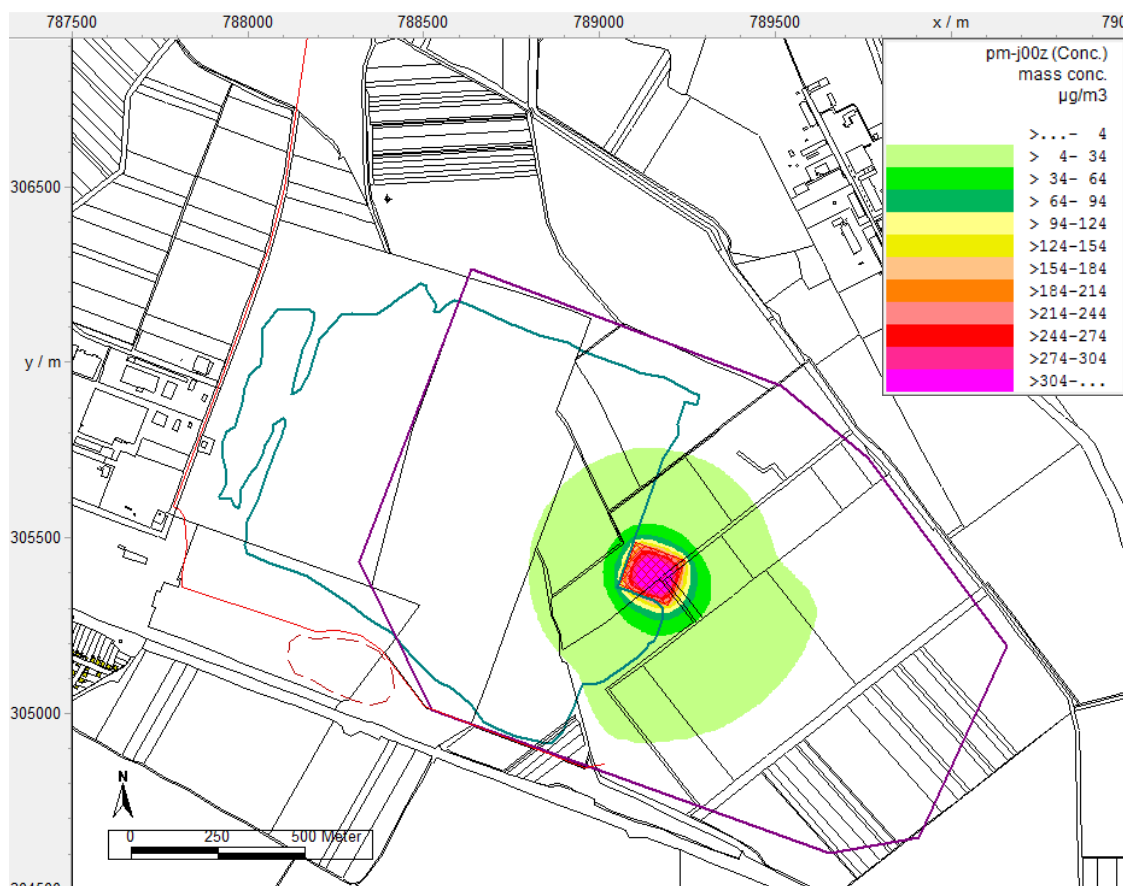 787500 788000 788500 789000 789500 x / m 790
pm-j00z (Conc.)
mass conc.
µg/m3
>...- 4
> 4- 34
> 34- 64
> 64- 94
> 94-124
>124-154
>154-184
>184-214
>214-244
>244-274
>274-304
>304-...
306500
y / m
305500
305000
N
0 250 500 Meter